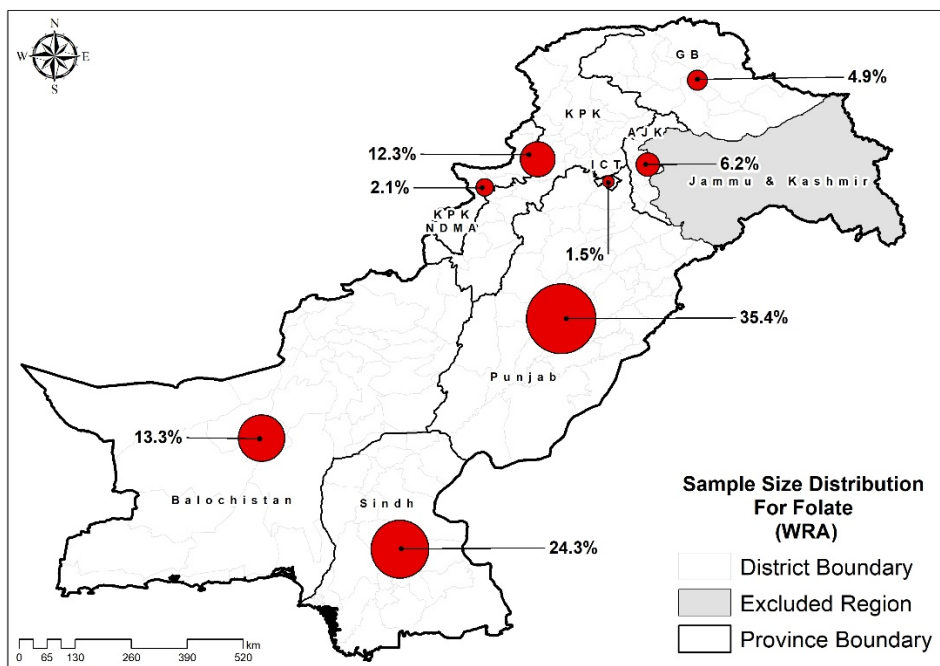 N
W E
S
G B
4.9%
K P K
A J K
12.3%
I C T
6.2%
Jammu & Kashmir
2.1%
K P K
N D M A
1.5%
35.4%
Punjab
13.3%
Balochistan
Sindh
24.3%
Sample Size Distribution
For Folate
(WRA)
District Boundary
Excluded Region
Province Boundary
0 65 130 260 390 520 km